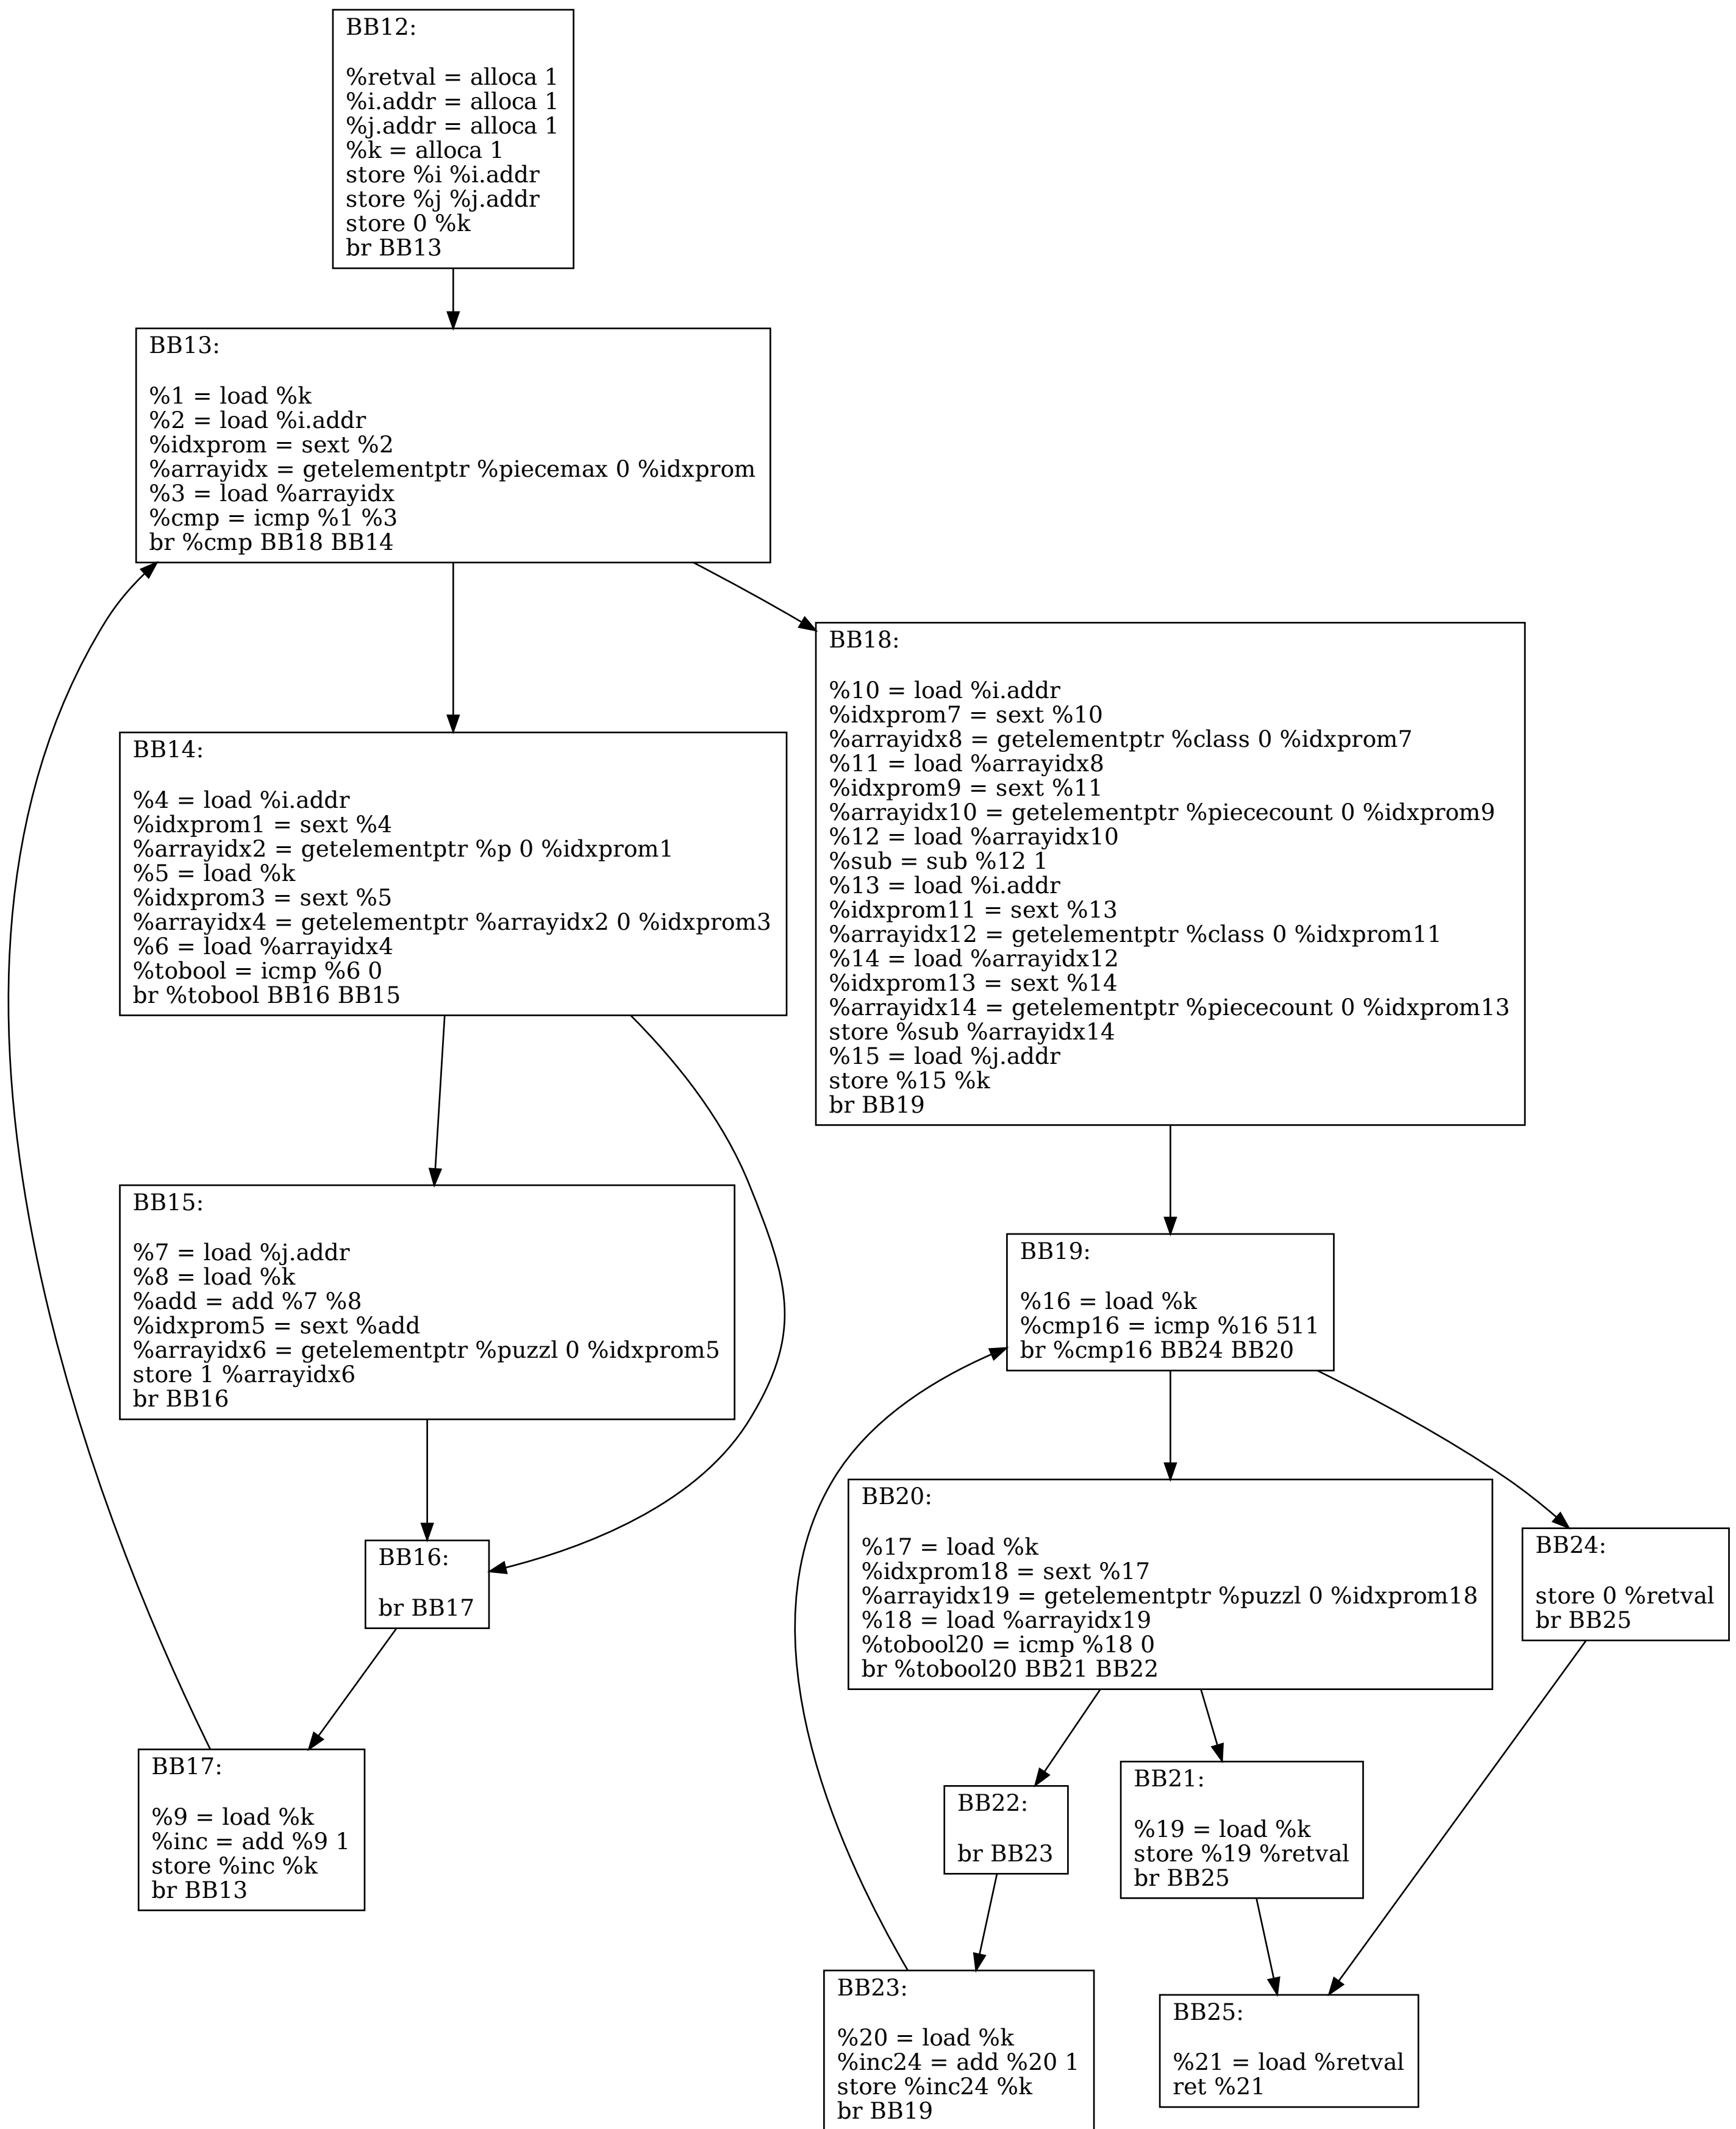 BB12:
%retval = alloca 1
%i.addr = alloca 1
%j.addr = alloca 1
%k = alloca 1
store %i %i.addr
store %j %j.addr
store 0 %k
br BB13
BB13:
%1 = load %k
%2 = load %i.addr
%idxprom = sext %2
%arrayidx = getelementptr %piecemax 0 %idxprom
%3 = load %arrayidx
%cmp = icmp %1 %3
br %cmp BB18 BB14
BB14:
%4 = load %i.addr
%idxprom1 = sext %4
%arrayidx2 = getelementptr %p 0 %idxprom1
%5 = load %k
%idxprom3 = sext %5
%arrayidx4 = getelementptr %arrayidx2 0 %idxprom3
%6 = load %arrayidx4
%tobool = icmp %6 0
br %tobool BB16 BB15
BB15:
%7 = load %j.addr
%8 = load %k
%add = add %7 %8
%idxprom5 = sext %add
%arrayidx6 = getelementptr %puzzl 0 %idxprom5
store 1 %arrayidx6
br BB16
BB16:
br BB17
BB17:
%9 = load %k
%inc = add %9 1
store %inc %k
br BB13
BB18:
%10 = load %i.addr
%idxprom7 = sext %10
%arrayidx8 = getelementptr %class 0 %idxprom7
%11 = load %arrayidx8
%idxprom9 = sext %11
%arrayidx10 = getelementptr %piececount 0 %idxprom9
%12 = load %arrayidx10
%sub = sub %12 1
%13 = load %i.addr
%idxprom11 = sext %13
%arrayidx12 = getelementptr %class 0 %idxprom11
%14 = load %arrayidx12
%idxprom13 = sext %14
%arrayidx14 = getelementptr %piececount 0 %idxprom13
store %sub %arrayidx14
%15 = load %j.addr
store %15 %k
br BB19
BB19:
%16 = load %k
%cmp16 = icmp %16 511
br %cmp16 BB24 BB20
BB20:
%17 = load %k
%idxprom18 = sext %17
%arrayidx19 = getelementptr %puzzl 0 %idxprom18
%18 = load %arrayidx19
%tobool20 = icmp %18 0
br %tobool20 BB21 BB22
BB24:
store 0 %retval
br BB25
BB22:
br BB23
BB21:
%19 = load %k
store %19 %retval
br BB25
BB23:
%20 = load %k
%inc24 = add %20 1
store %inc24 %k
br BB19
BB25:
%21 = load %retval
ret %21